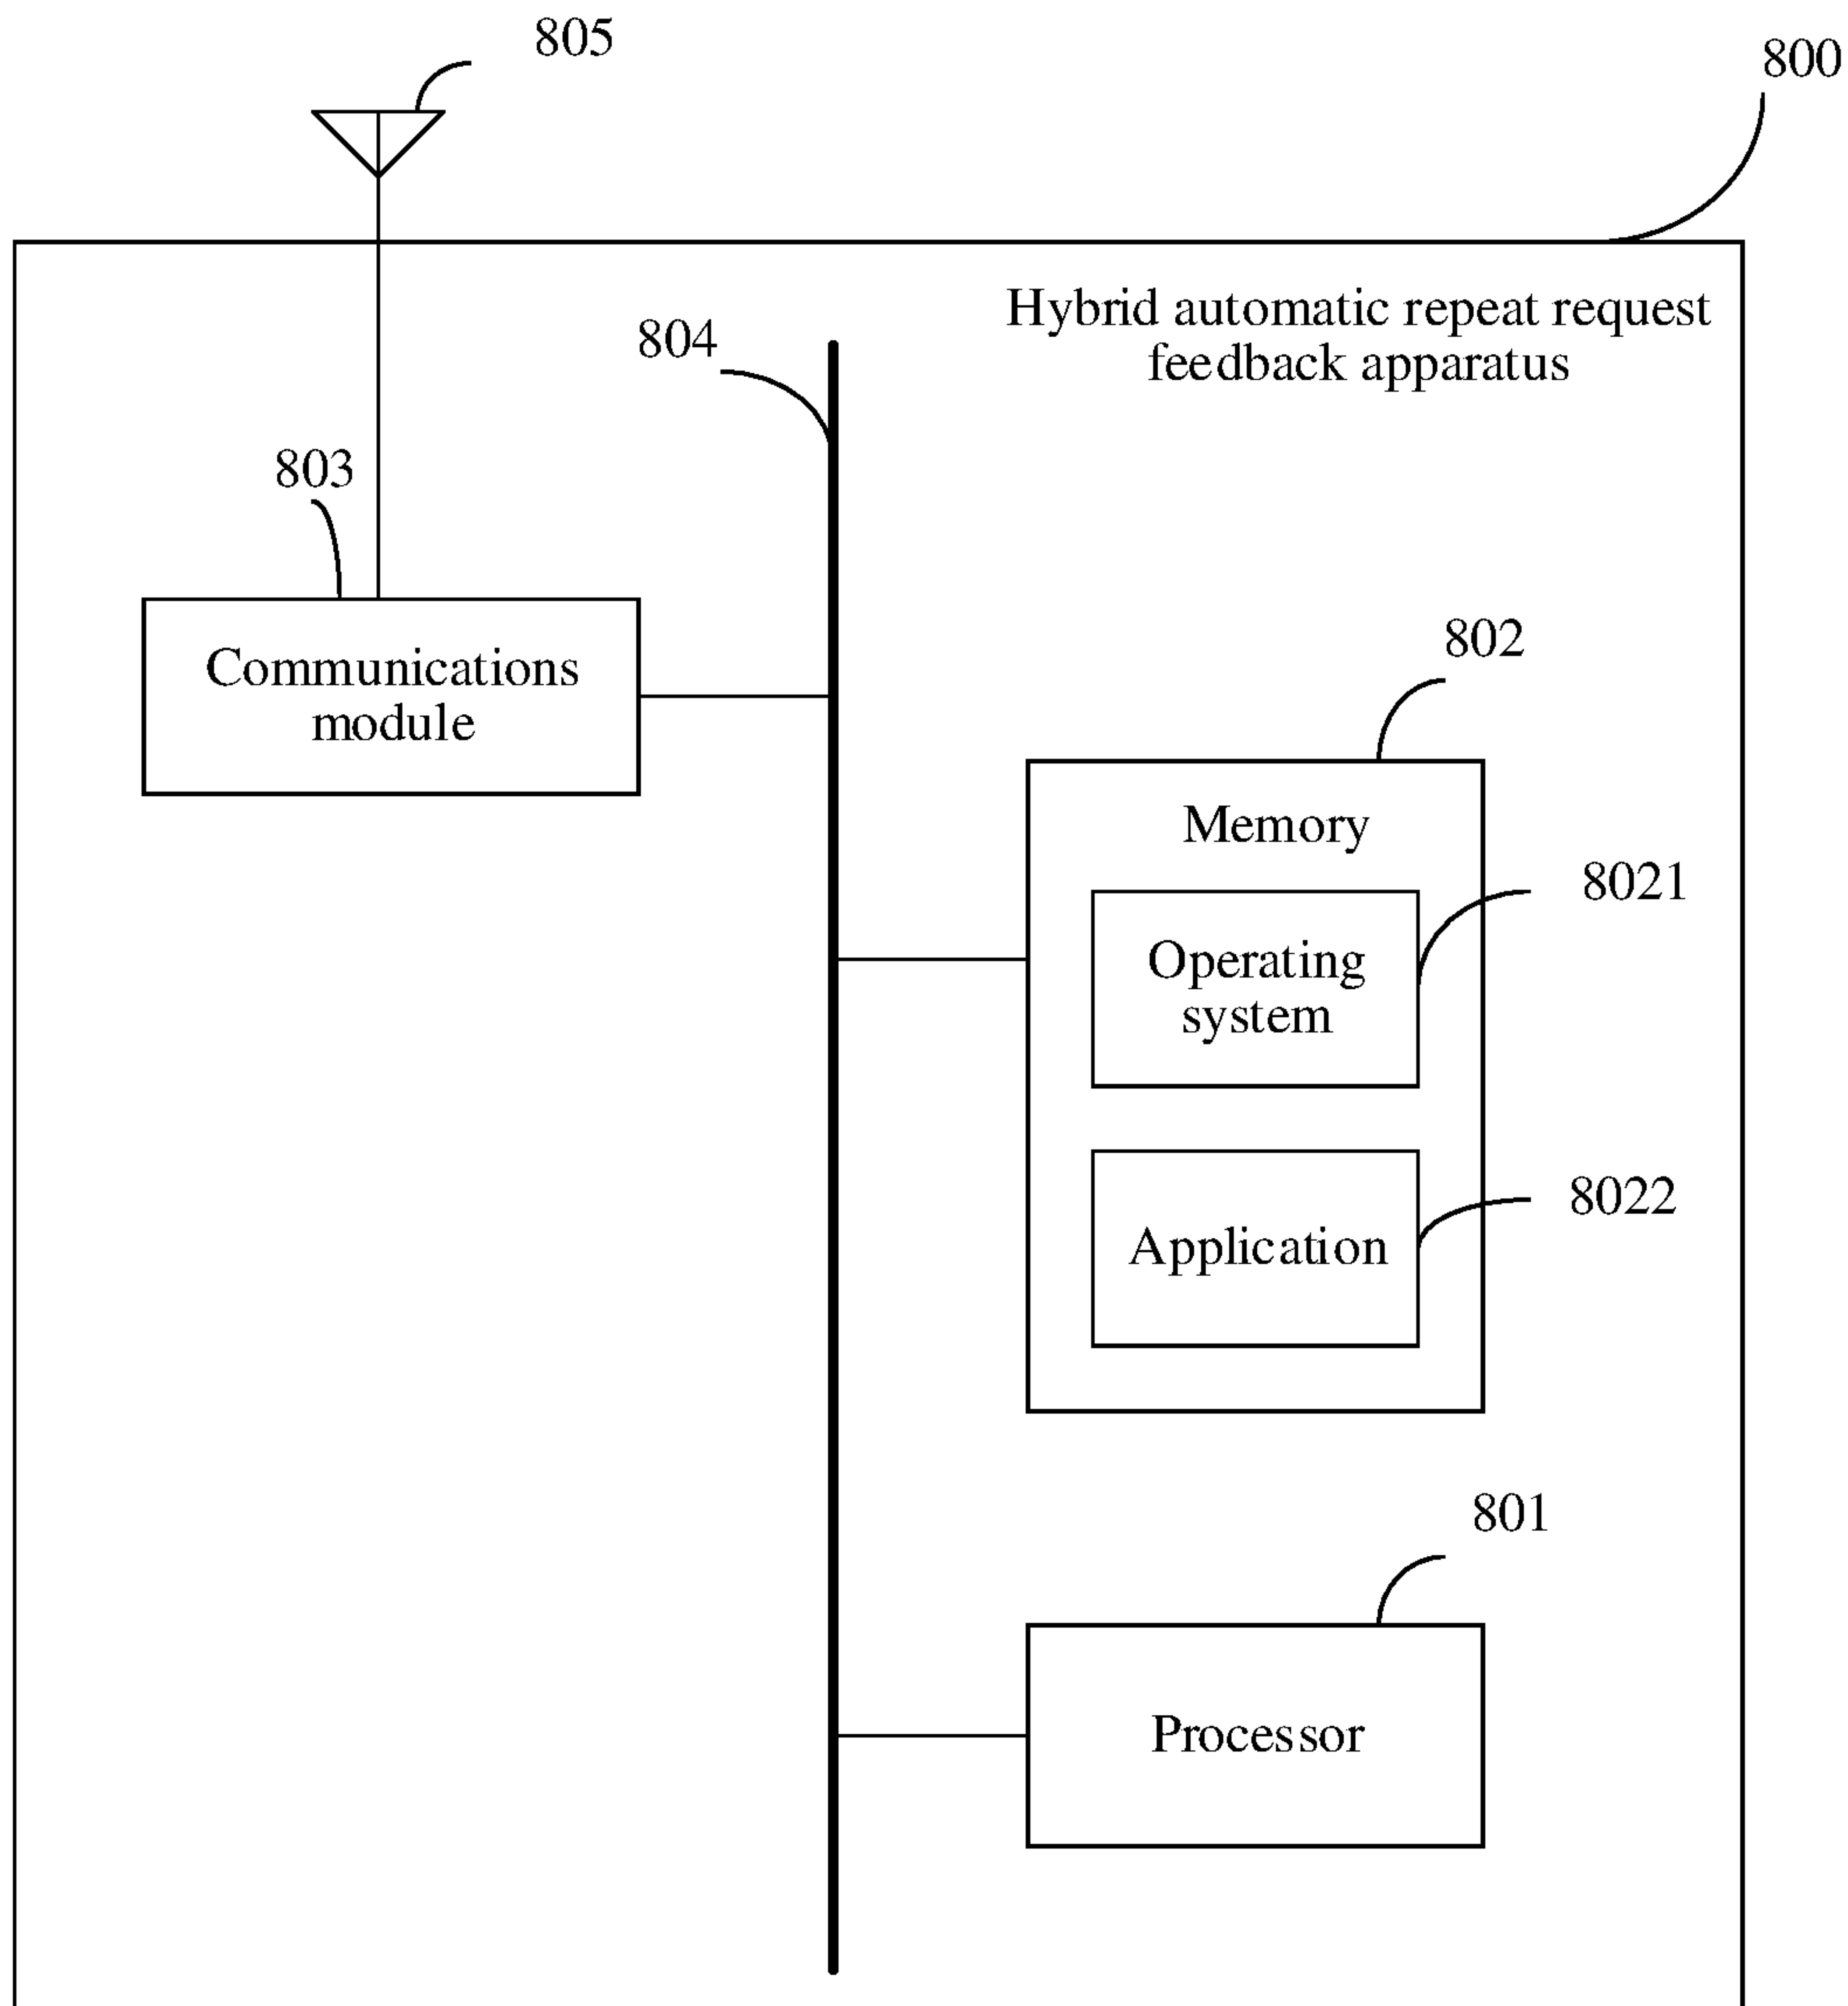 805
800
Hybrid automatic repeat request
feedback apparatus
804
803
Communications
module
802
Memory
8021
Operating
system
8022
Application
801
Processor